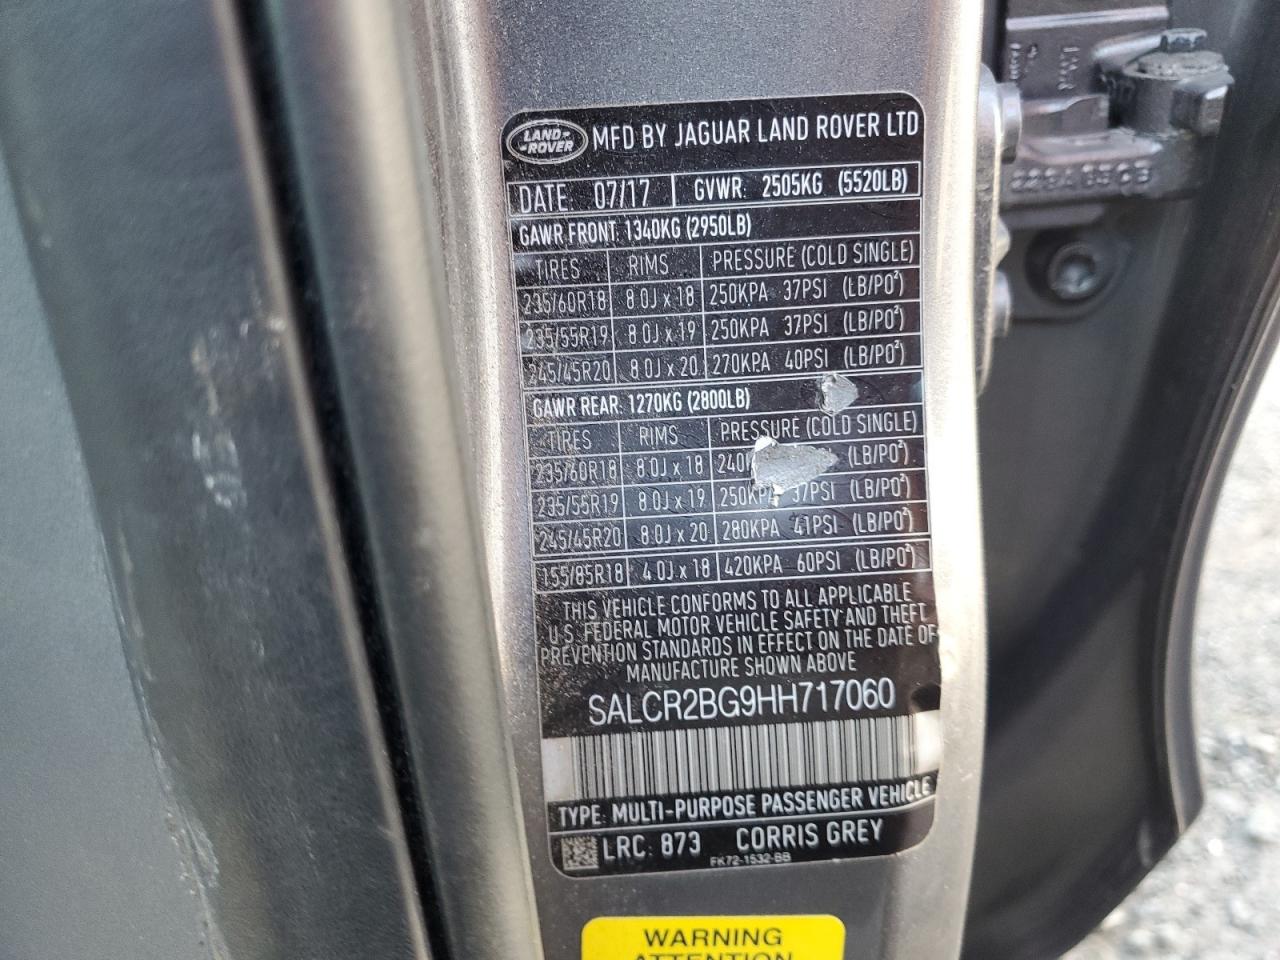 LAND-
-ROVER
MFD BY JAGUAR LAND ROVER LTD
DATE: 07/17 GVWR: 2505KG (5520LB)
GAWR FRONT: 1340KG (2950LB)
TIRES RIMS PRESSURE (COLD SINGLE)
235/60R18 8.0J x 18 250KPA 37PSI (LB/PO²)
235/55R19 8.0J x 19 250KPA 37PSI (LB/PO²)
245/45R20 8.0J x 20 270KPA 40PSI (LB/PO²)
GAWR REAR: 1270KG (2800LB)
TIRES RIMS PRESSURE (COLD SINGLE)
235/60R18 8.0J x 18 (LB/PO²)
235/55R19 8.0J x 19 250KPA 37PSI (LB/PO²)
245/45R20 8.0J x 20 280KPA 41PSI (LB/PO²)
155/85R18 4.0J x 18 420KPA 60PSI (LB/PO²)
THIS VEHICLE CONFORMS TO ALL APPLICABLE
U.S. FEDERAL MOTOR VEHICLE SAFETY AND THEFT
PREVENTION STANDARDS IN EFFECT ON THE DATE OF
MANUFACTURE SHOWN ABOVE
SALCR2BG9HH717060
TYPE: MULTI-PURPOSE PASSENGER VEHICLE
LRC: 873 CORRIS GREY
FK72-1532-BB
WARNING
ATTENTION